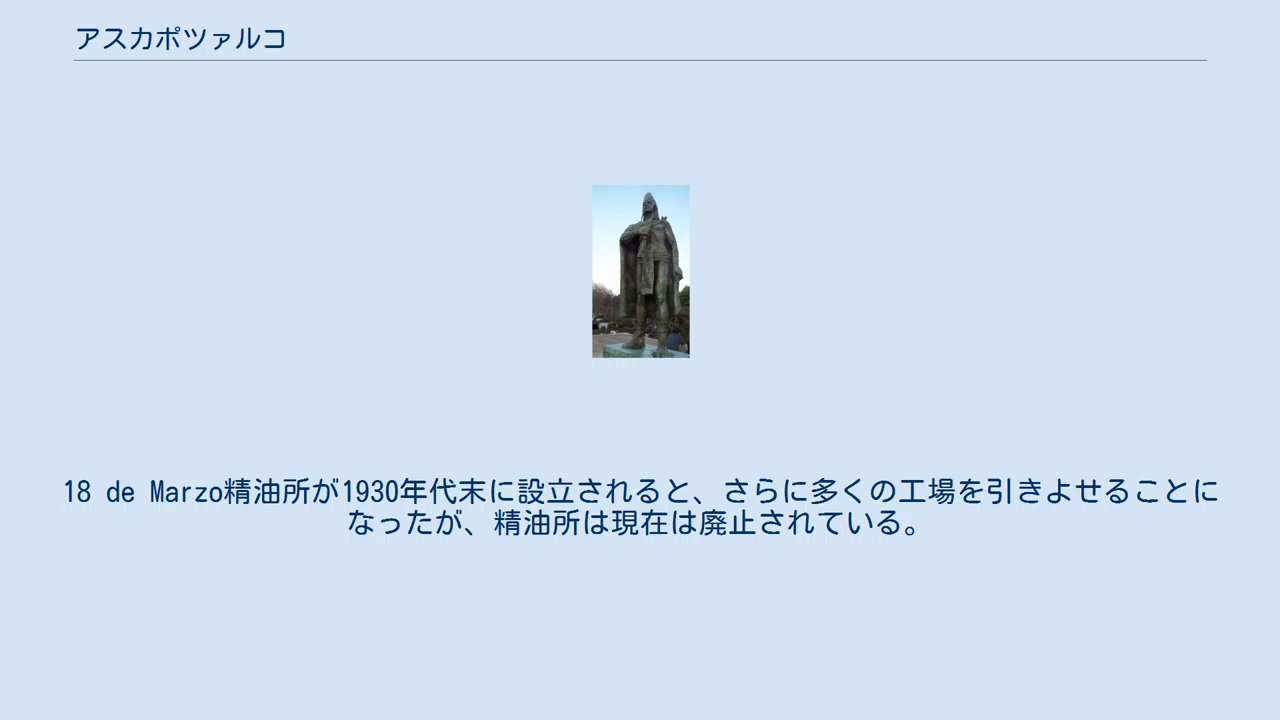 アスカポツァルコ
18 de Marzo精油所が1930年代末に設立されると、さらに多くの工場を引きよせることに
なったが、精油所は現在は廃止されている。